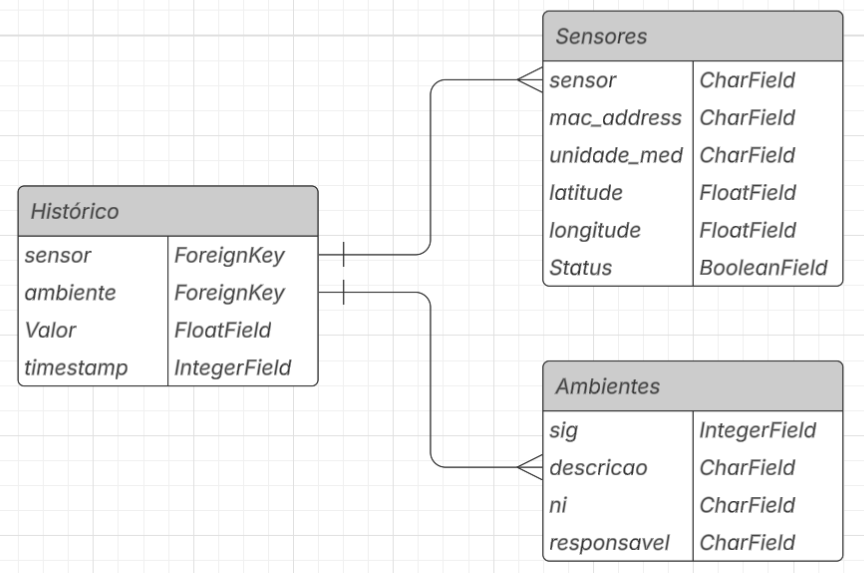 Sensores
sensor CharField
mac_address CharField
unidade_med CharField
latitude FloatField
longitude FloatField
Status BooleanField
Histórico
sensor ForeignKey
ambiente ForeignKey
Valor FloatField
timestamp IntegerField
Ambientes
sig IntegerField
descricao CharField
ni CharField
responsavel CharField